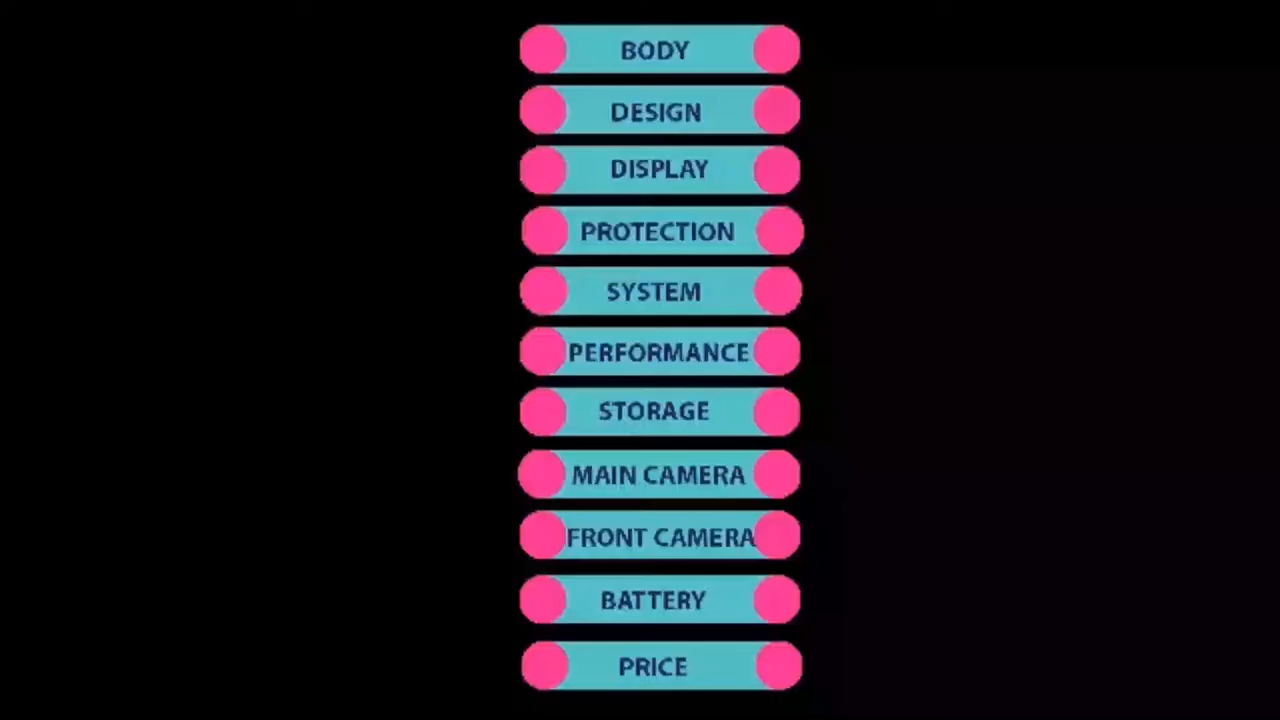 BODY
DESIGN
DISPLAY
PROTECTION
SYSTEM
PERFORMANCE
STORAGE
MAIN CAMERA
FRONT CAMERA
BATTERY
PRICE